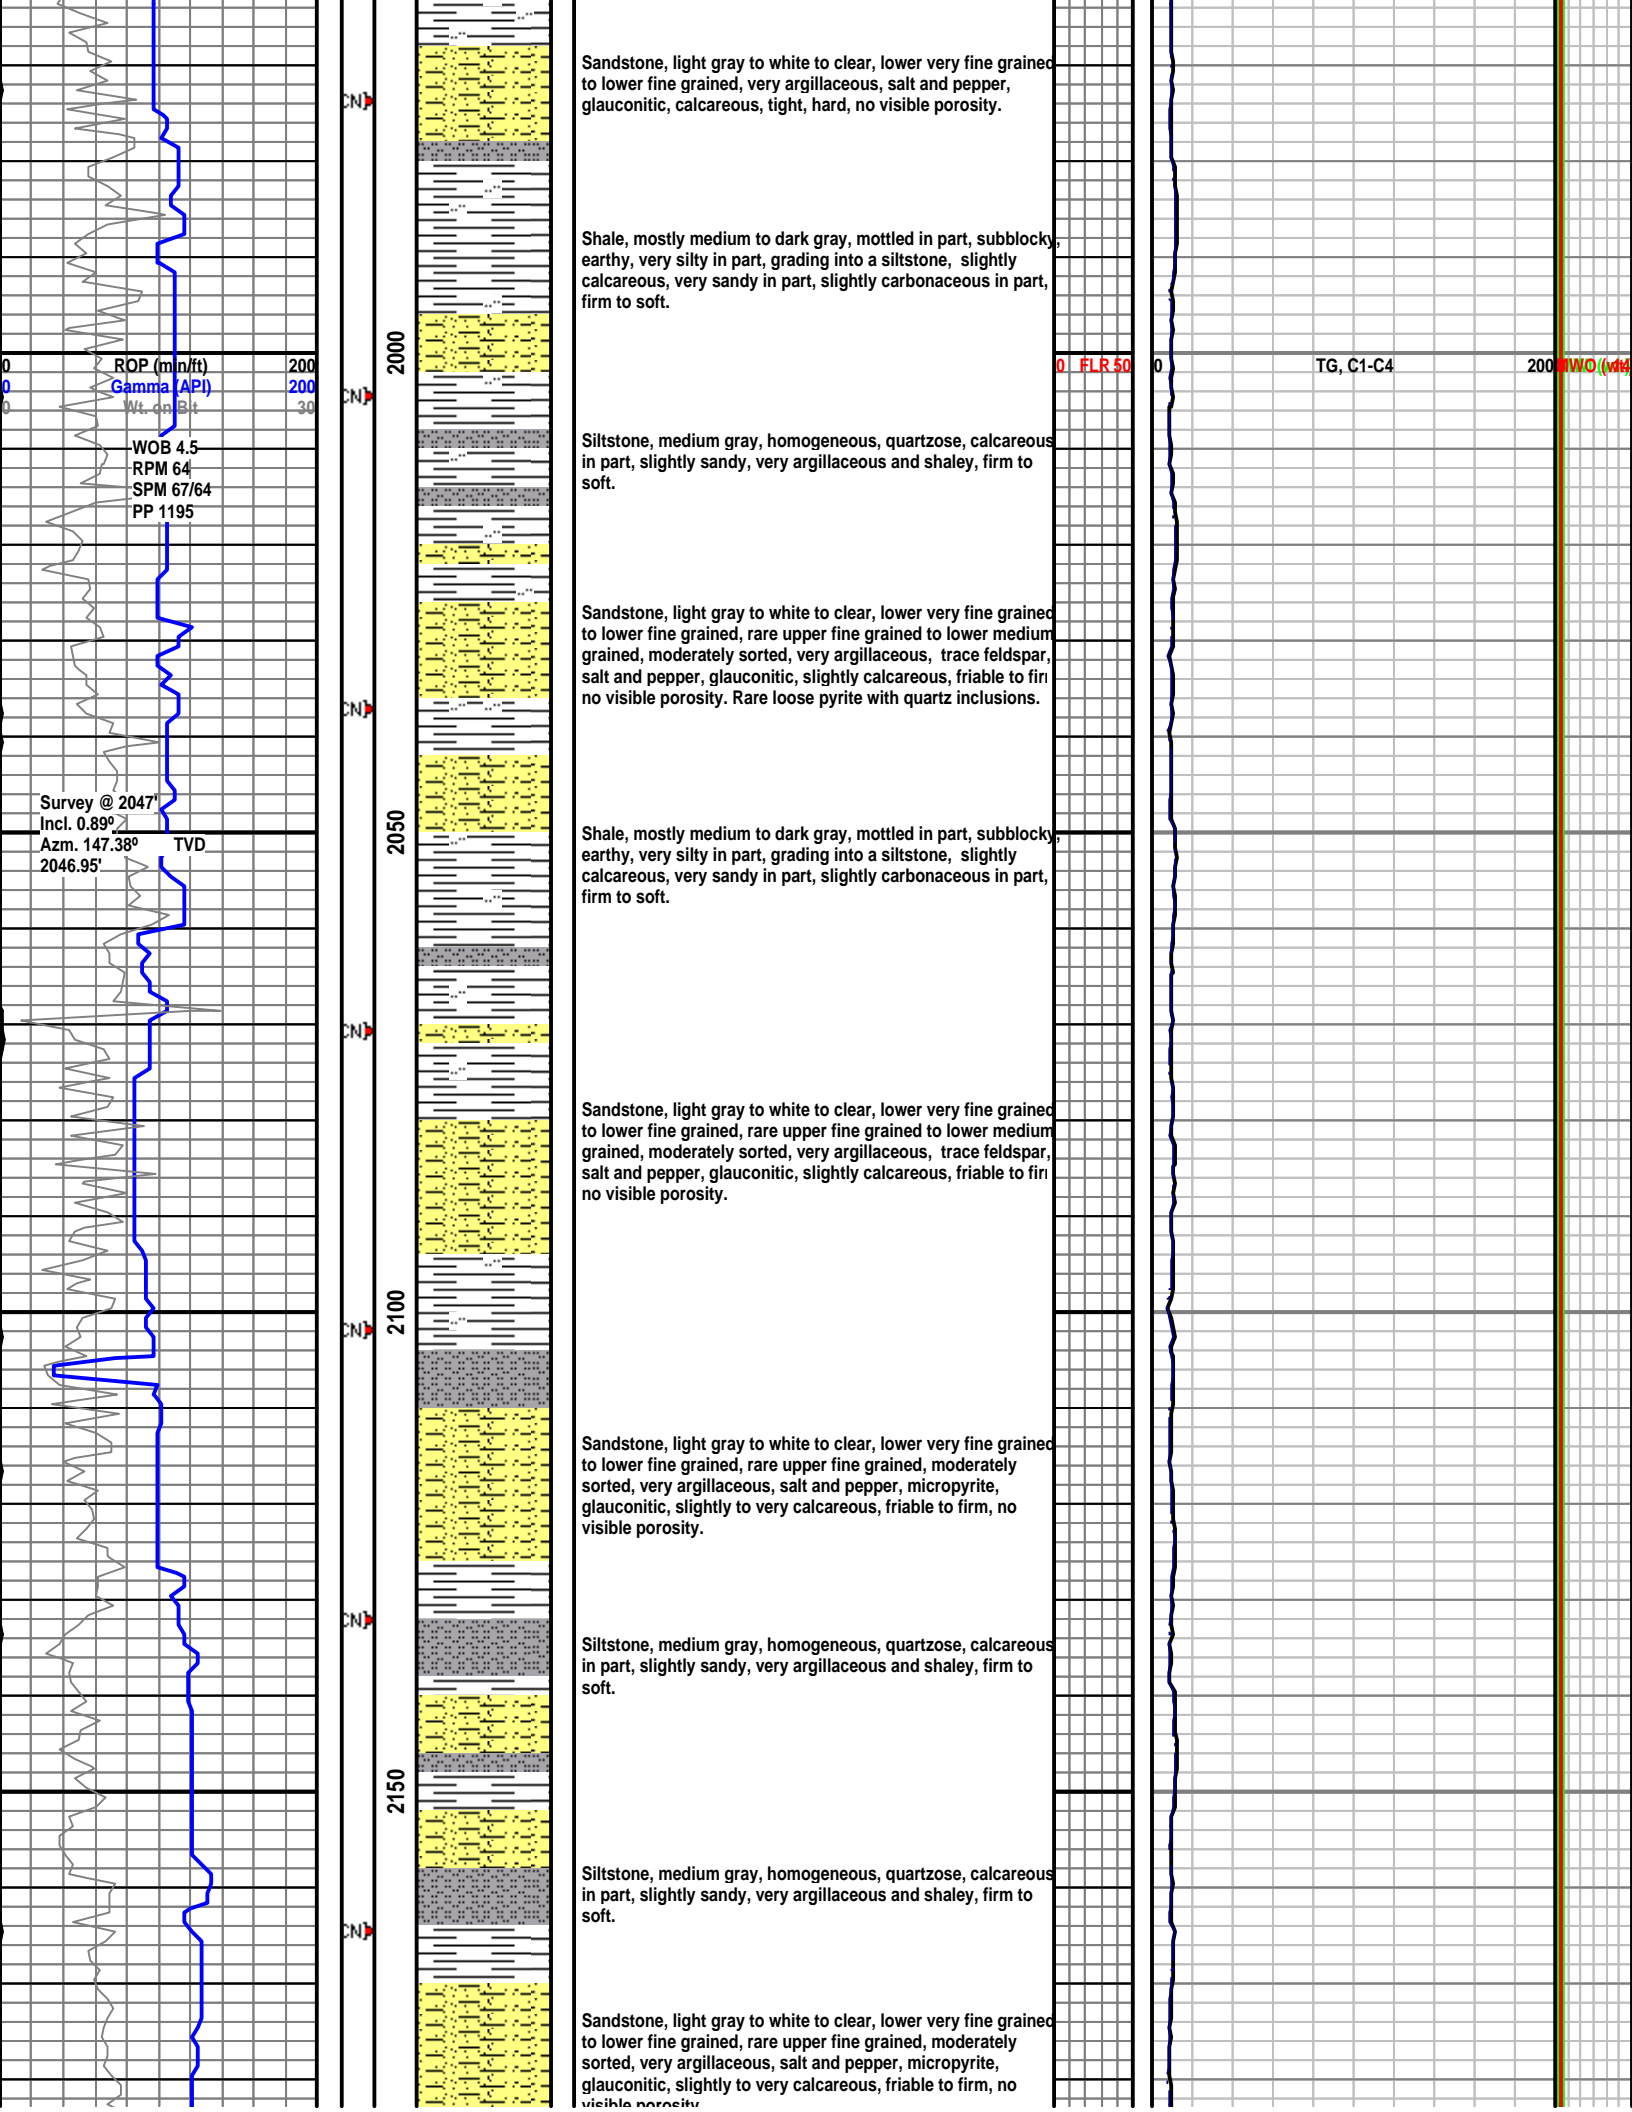 Sandstone, light gray to white to clear, lower very fine grained
to lower fine grained, very argillaceous, salt and pepper,
glauconitic, calcareous, tight, hard, no visible porosity.
CN]
Shale, mostly medium to dark gray, mottled in part, subblocky,
earthy, very silty in part, grading into a siltstone, slightly
calcareous, very sandy in part, slightly carbonaceous in part,
firm to soft.
2000
0 ROP (min/ft) 200
0 Gamma (API) 200
0 Wt. on Bit 30
0 FLR 50
0 TG, C1-C4 200
CN]
WOB 4.5
RPM 64
SPM 67/64
PP 1195
Siltstone, medium gray, homogeneous, quartzose, calcareous
in part, slightly sandy, very argillaceous and shaley, firm to
soft.
Sandstone, light gray to white to clear, lower very fine grained
to lower fine grained, rare upper fine grained to lower medium
grained, moderately sorted, very argillaceous, trace feldspar,
salt and pepper, glauconitic, slightly calcareous, friable to fir
no visible porosity. Rare loose pyrite with quartz inclusions.
CN]
Survey @ 2047'
Incl. 0.89º
Azm. 147.38º TVD
2046.95'
2050
Shale, mostly medium to dark gray, mottled in part, subblocky,
earthy, very silty in part, grading into a siltstone, slightly
calcareous, very sandy in part, slightly carbonaceous in part,
firm to soft.
CN]
Sandstone, light gray to white to clear, lower very fine grained
to lower fine grained, rare upper fine grained to lower medium
grained, moderately sorted, very argillaceous, trace feldspar,
salt and pepper, glauconitic, slightly calcareous, friable to fir
no visible porosity.
2100
CN]
Sandstone, light gray to white to clear, lower very fine grained
to lower fine grained, rare upper fine grained, moderately
sorted, very argillaceous, salt and pepper, micropyrite,
glauconitic, slightly to very calcareous, friable to firm, no
visible porosity.
CN]
Siltstone, medium gray, homogeneous, quartzose, calcareous
in part, slightly sandy, very argillaceous and shaley, firm to
soft.
2150
Siltstone, medium gray, homogeneous, quartzose, calcareous
in part, slightly sandy, very argillaceous and shaley, firm to
soft.
CN]
Sandstone, light gray to white to clear, lower very fine grained
to lower fine grained, rare upper fine grained, moderately
sorted, very argillaceous, salt and pepper, micropyrite,
glauconitic, slightly to very calcareous, friable to firm, no
visible porosity